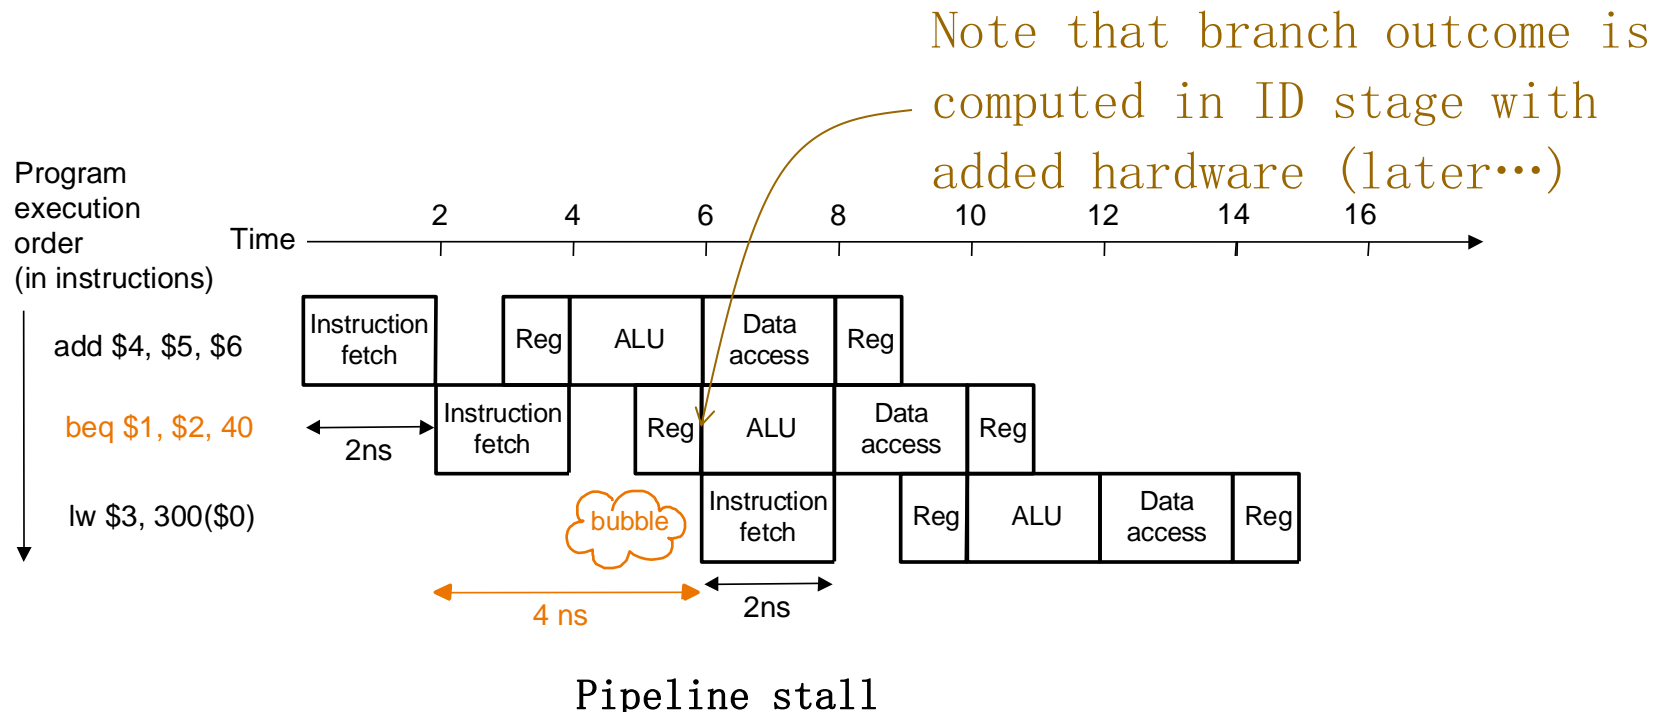 Note that branch outcome is
computed in ID stage with
added hardware (later…)
Program
execution
order
(in instructions)
Time
2 4 6 8 10 12 14 16
add $4, $5, $6
Instruction
fetch
Reg
ALU
Data
access
Reg
beq $1, $2, 40
2ns
Instruction
fetch
Reg
ALU
Data
access
Reg
lw $3, 300($0)
bubble
Instruction
fetch
Reg
ALU
Data
access
Reg
4 ns
2ns
Pipeline stall